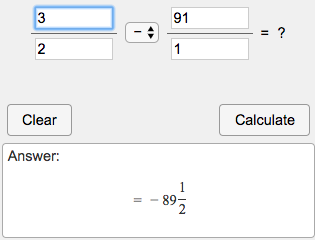 3/2 − 91/1 = ?
Clear Calculate
Answer:
= − 89 1/2